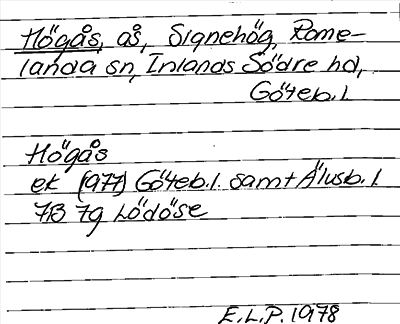 Högås, ås, Signehög, Rome-
landa sn, Inlands Södre hd,
Göteb. l.
Högås
ek (1977) Göteb. l. samt Älvsb. l.
7B 7g Lödöse
E.L.P. 1978